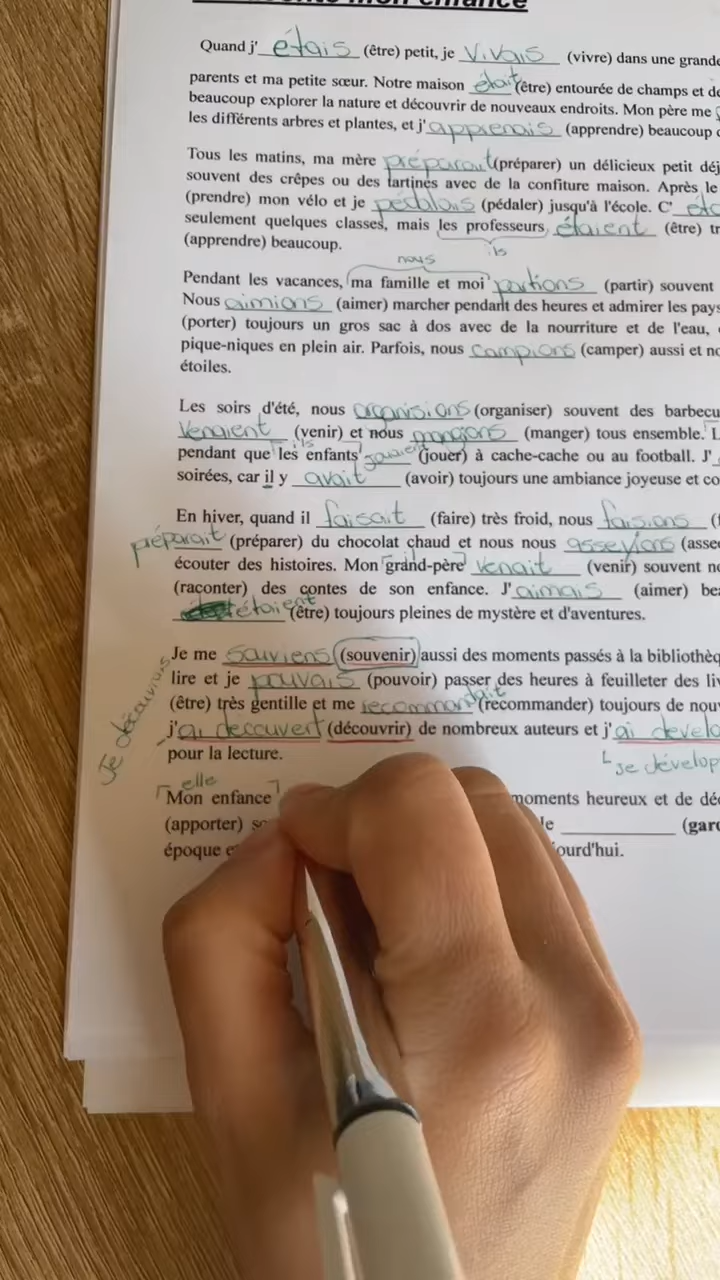 mon enfance
Quand j' étais (être) petit, je vivais (vivre) dans une grande
parents et ma petite sœur. Notre maison était (être) entourée de champs et de
beaucoup explorer la nature et découvrir de nouveaux endroits. Mon père me
les différents arbres et plantes, et j' apprenais (apprendre) beaucoup
Tous les matins, ma mère préparait (préparer) un délicieux petit déj
souvent des crêpes ou des tartines avec de la confiture maison. Après le
(prendre) mon vélo et je pédalais (pédaler) jusqu'à l'école. C' éta
seulement quelques classes, mais les professeurs étaient (être) tr
(apprendre) beaucoup.
ils
nous
Pendant les vacances, ma famille et moi partions (partir) souvent
Nous aimions (aimer) marcher pendant des heures et admirer les pays
(porter) toujours un gros sac à dos avec de la nourriture et de l'eau,
pique-niques en plein air. Parfois, nous campions (camper) aussi et no
étoiles.
Les soirs d'été, nous organisions (organiser) souvent des barbecu
venaient (venir) et nous mangions (manger) tous ensemble. L
ils
pendant que les enfants jouaient (jouer) à cache-cache ou au football. J'
soirées, car il y avait (avoir) toujours une ambiance joyeuse et co
En hiver, quand il faisait (faire) très froid, nous faisions (f
préparait (préparer) du chocolat chaud et nous nous asseyions (asse
écouter des histoires. Mon grand-père venait (venir) souvent no
(raconter) des contes de son enfance. J' aimais (aimer) bea
étaient (être) toujours pleines de mystère et d'aventures.
Je me souviens (souvenir) aussi des moments passés à la bibliothèq
lire et je pouvais (pouvoir) passer des heures à feuilleter des liv
(être) très gentille et me recommandait (recommander) toujours de nou
j' ai decouvert (découvrir) de nombreux auteurs et j' ai develo
pour la lecture.
Je découvrais
se dévelop
elle
Mon enfance moments heureux et de déc
(apporter) so le (gard
époque e ourd'hui.